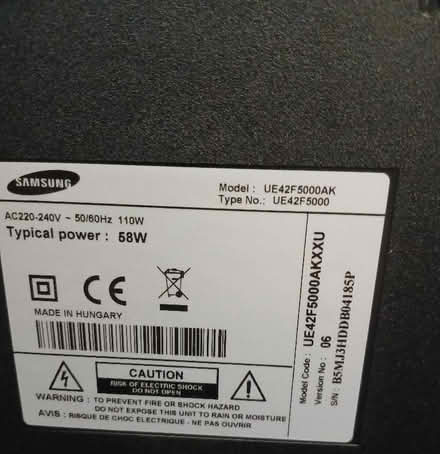 SAMSUNG
Model : UE42F5000AK
Type No.: UE42F5000
AC220-240V ~ 50/60Hz 110W
Typical power : 58W
CE
MADE IN HUNGARY
CAUTION
RISK OF ELECTRIC SHOCK
DO NOT OPEN
WARNING : TO PREVENT FIRE OR SHOCK HAZARD
DO NOT EXPOSE THIS UNIT TO RAIN OR MOISTURE
AVIS : RISQUE DE CHOC ELECTRIQUE - NE PAS OUVRIR
Model Code : UE42F5000AKXXU
Version No : 06
S/N : B5MJ3HDDB04185P